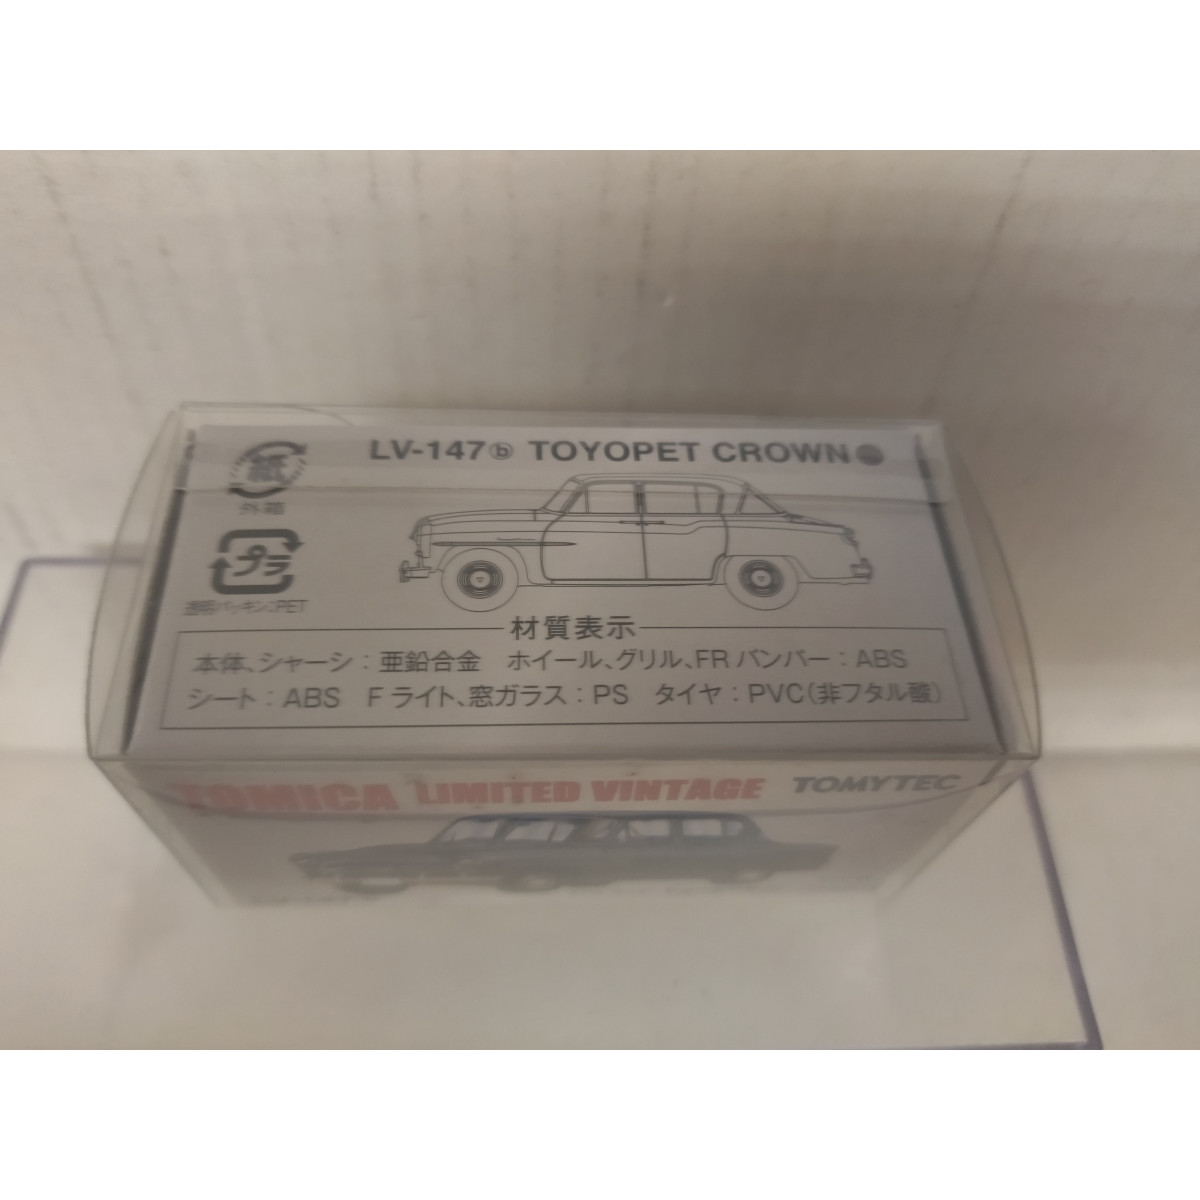 紙
外箱
プラ
透明パッキン:PET
LV-147ⓑ TOYOPET CROWN
材質表示
本体、シャーシ：亜鉛合金　ホイール、グリル、FRバンパー：ABS
シート：ABS　Fライト、窓ガラス：PS　タイヤ：PVC（非フタル酸）
TOMICA LIMITED VINTAGE TOMYTEC